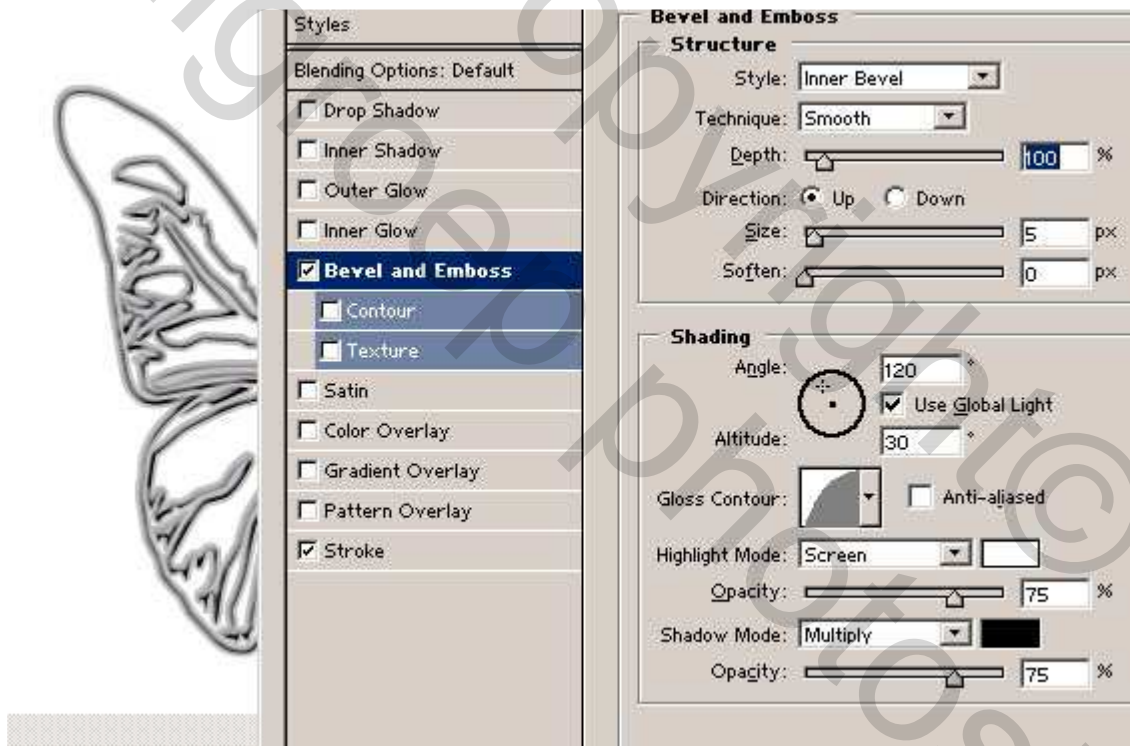 Styles
Blending Options: Default
Drop Shadow
Inner Shadow
Outer Glow
Inner Glow
Bevel and Emboss
Contour
Texture
Satin
Color Overlay
Gradient Overlay
Pattern Overlay
Stroke
Bevel and Emboss
Structure
Style: Inner Bevel
Technique: Smooth
Depth: 100 %
Direction: Up Down
Size: 5 px
Soften: 0 px
Shading
Angle: 120 °
Use Global Light
Altitude: 30 °
Gloss Contour: Anti-aliased
Highlight Mode: Screen
Opacity: 75 %
Shadow Mode: Multiply
Opacity: 75 %
copyright©